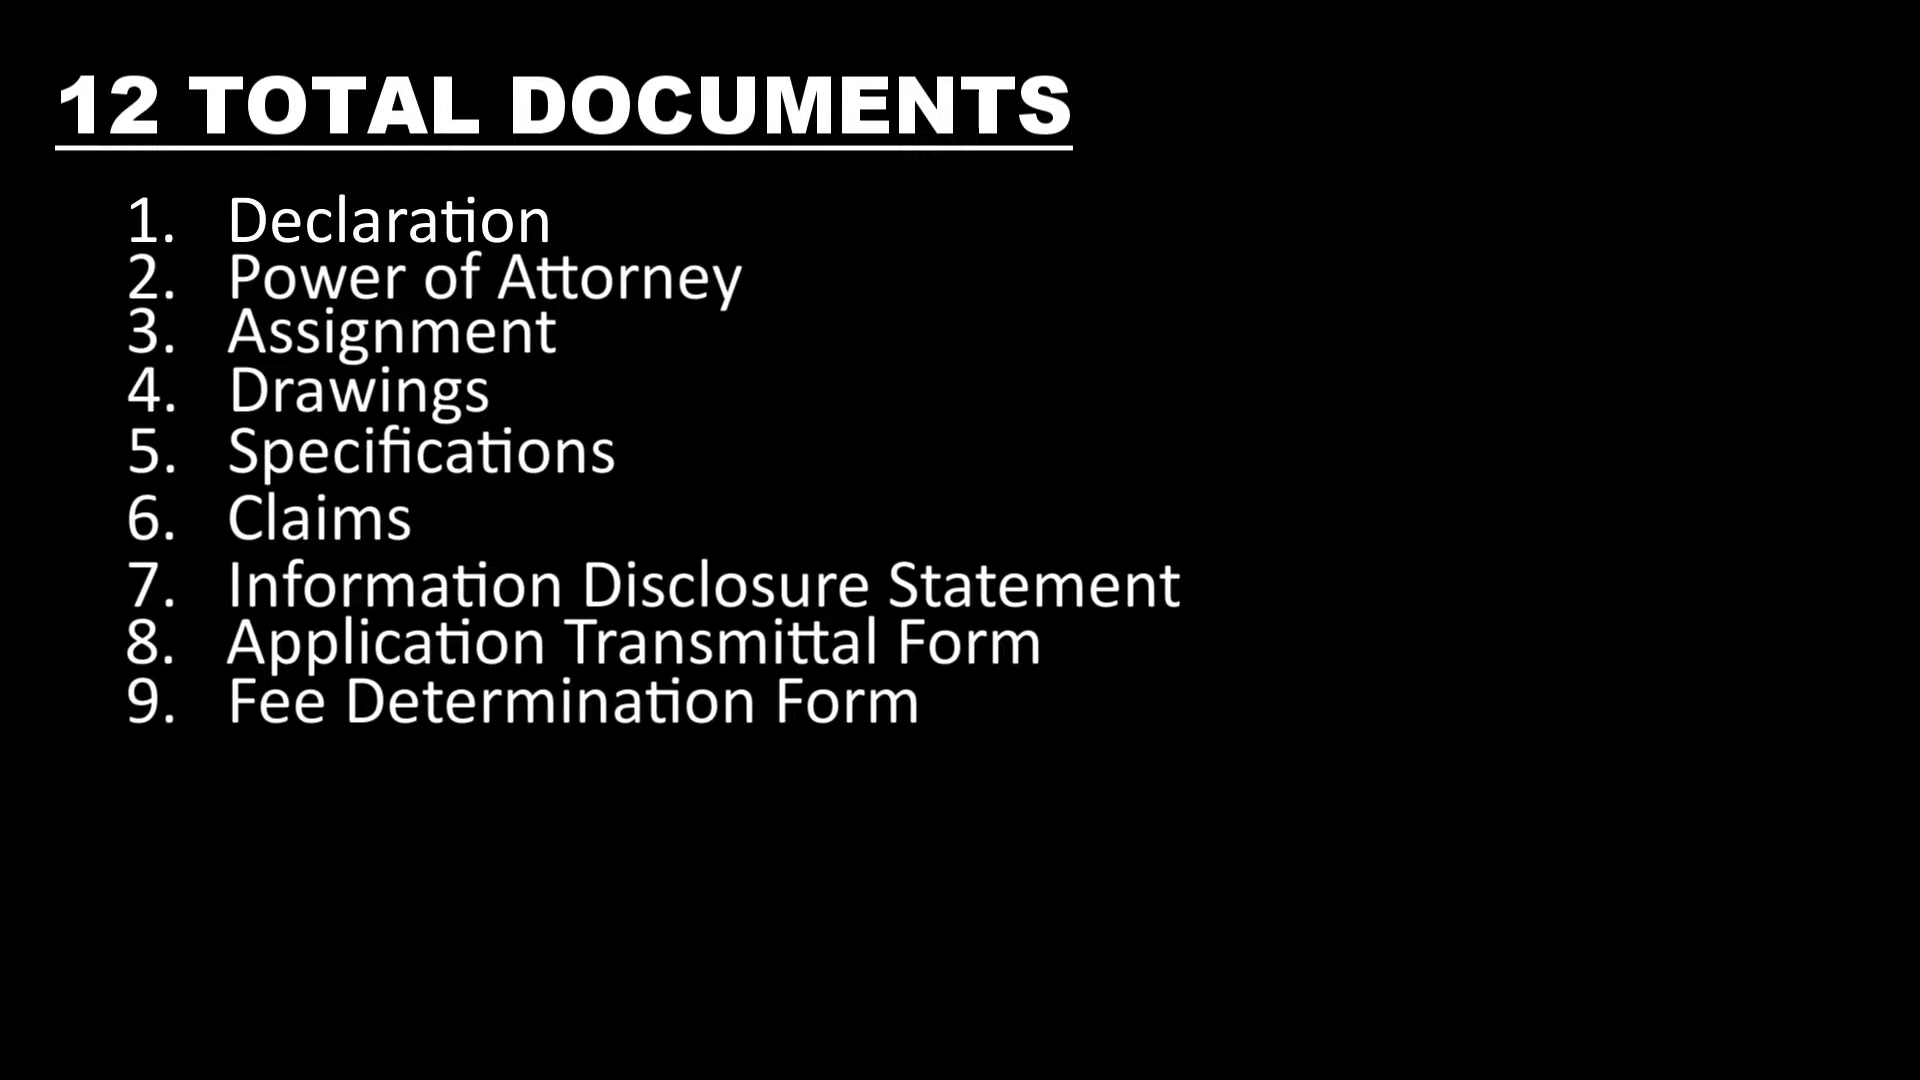 12 TOTAL DOCUMENTS
1. Declaration
2. Power of Attorney
3. Assignment
4. Drawings
5. Specifications
6. Claims
7. Information Disclosure Statement
8. Application Transmittal Form
9. Fee Determination Form